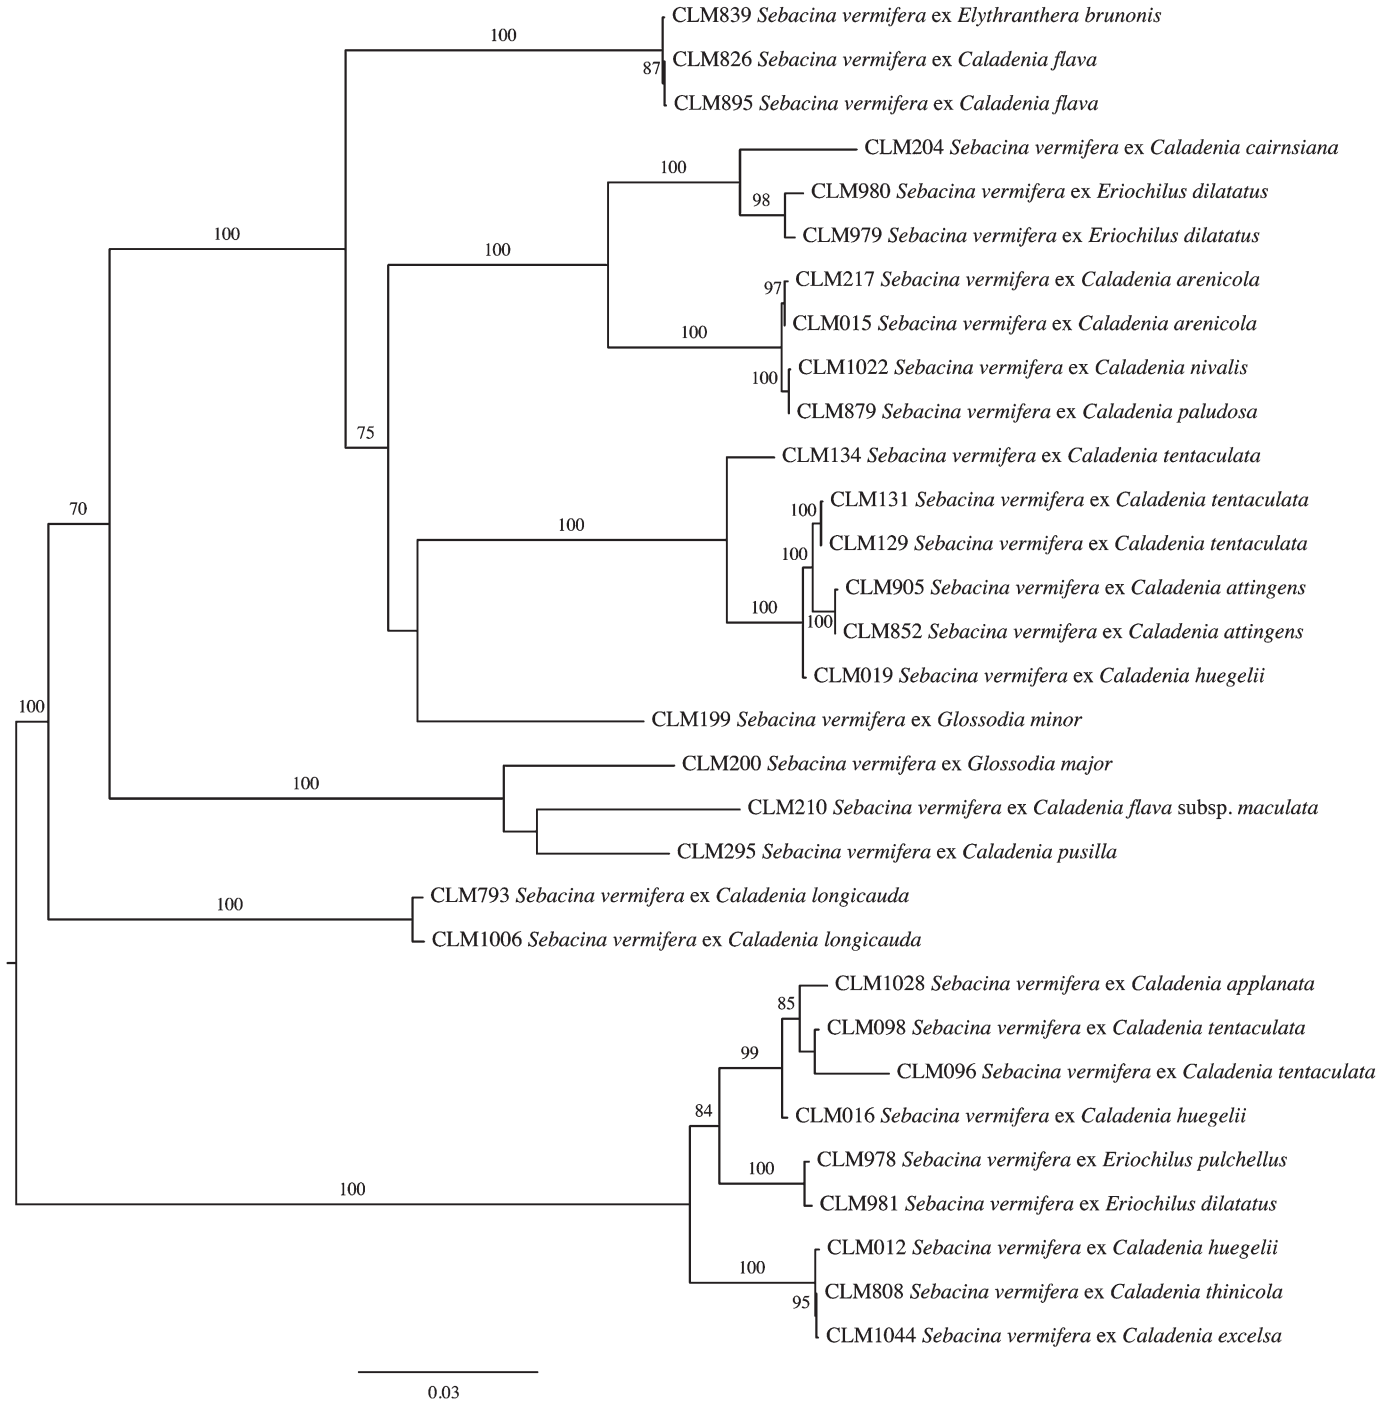 CLM839 Sebacina vermifera ex Elythranthera brunonis
100
CLM826 Sebacina vermifera ex Caladenia flava
87
CLM895 Sebacina vermifera ex Caladenia flava
CLM204 Sebacina vermifera ex Caladenia cairnsiana
100
CLM980 Sebacina vermifera ex Eriochilus dilatatus
98
CLM979 Sebacina vermifera ex Eriochilus dilatatus
100
100
CLM217 Sebacina vermifera ex Caladenia arenicola
97
CLM015 Sebacina vermifera ex Caladenia arenicola
100
CLM1022 Sebacina vermifera ex Caladenia nivalis
100
CLM879 Sebacina vermifera ex Caladenia paludosa
75
CLM134 Sebacina vermifera ex Caladenia tentaculata
CLM131 Sebacina vermifera ex Caladenia tentaculata
100
70
100
CLM129 Sebacina vermifera ex Caladenia tentaculata
100
CLM905 Sebacina vermifera ex Caladenia attingens
100
100
CLM852 Sebacina vermifera ex Caladenia attingens
CLM019 Sebacina vermifera ex Caladenia huegelii
100
CLM199 Sebacina vermifera ex Glossodia minor
CLM200 Sebacina vermifera ex Glossodia major
100
CLM210 Sebacina vermifera ex Caladenia flava subsp. maculata
CLM295 Sebacina vermifera ex Caladenia pusilla
CLM793 Sebacina vermifera ex Caladenia longicauda
100
CLM1006 Sebacina vermifera ex Caladenia longicauda
CLM1028 Sebacina vermifera ex Caladenia applanata
85
CLM098 Sebacina vermifera ex Caladenia tentaculata
99
CLM096 Sebacina vermifera ex Caladenia tentaculata
84
CLM016 Sebacina vermifera ex Caladenia huegelii
CLM978 Sebacina vermifera ex Eriochilus pulchellus
100
100
CLM981 Sebacina vermifera ex Eriochilus dilatatus
CLM012 Sebacina vermifera ex Caladenia huegelii
100
CLM808 Sebacina vermifera ex Caladenia thinicola
95
CLM1044 Sebacina vermifera ex Caladenia excelsa
0.03